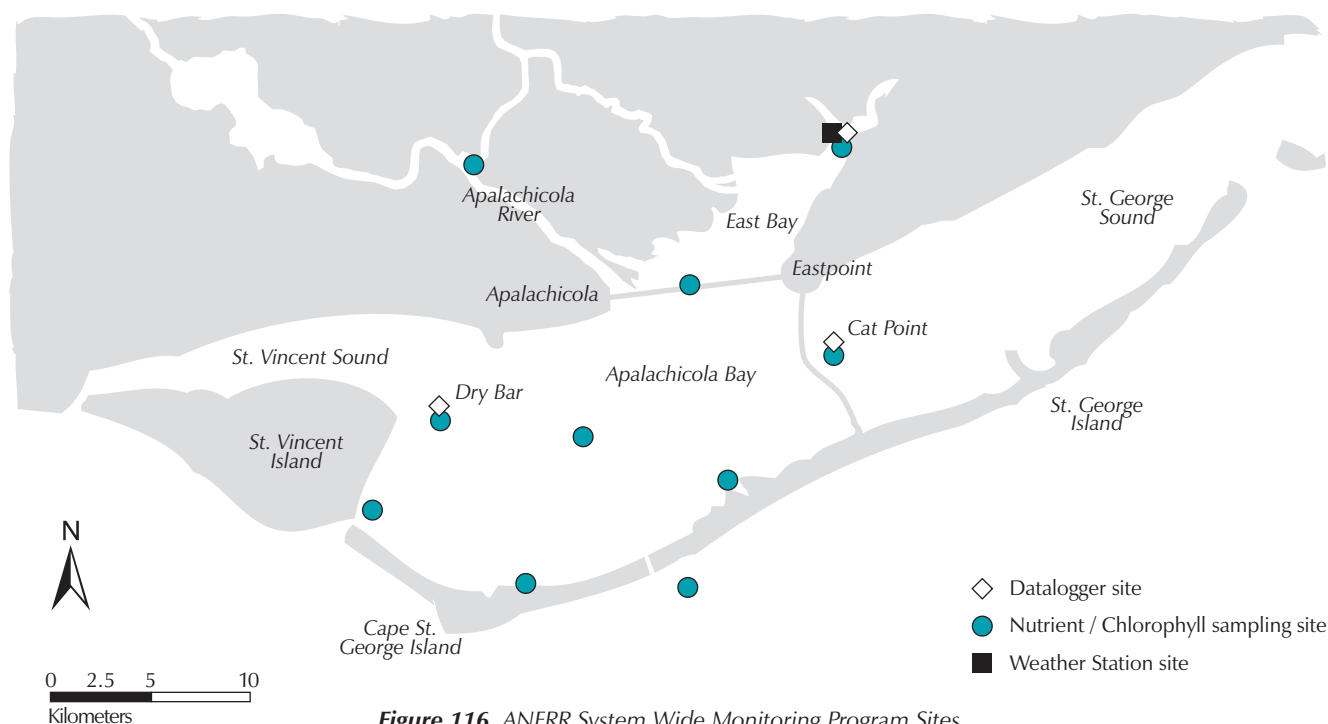 Apalachicola
River
East Bay
St. George
Sound
Eastpoint
Apalachicola
Cat Point
St. Vincent Sound
Apalachicola Bay
Dry Bar
St. George
Island
St. Vincent
Island
N
Cape St.
George Island
Datalogger site
Nutrient / Chlorophyll sampling site
Weather Station site
0 2.5 5 10
Kilometers
Figure 116. ANERR System Wide Monitoring Program Sites